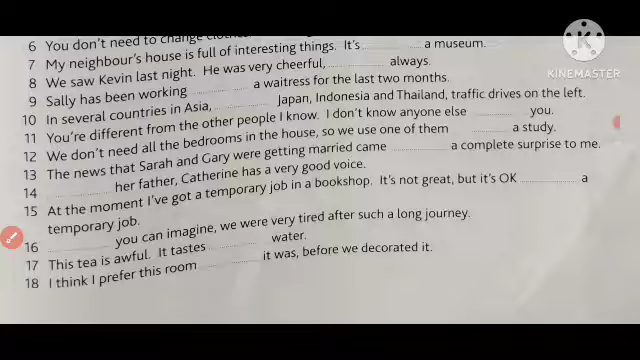 6 You don't need to change
7 My neighbour's house is full of interesting things. It's ............ a museum.
8 We saw Kevin last night. He was very cheerful, ............ always.
9 Sally has been working ............ a waitress for the last two months.
10 In several countries in Asia, ............ Japan, Indonesia and Thailand, traffic drives on the left.
11 You're different from the other people I know. I don't know anyone else ............ you.
12 We don't need all the bedrooms in the house, so we use one of them ............ a study.
13 The news that Sarah and Gary were getting married came ............ a complete surprise to me.
14 ............ her father, Catherine has a very good voice.
15 At the moment I've got a temporary job in a bookshop. It's not great, but it's OK ............ a
temporary job.
16 ............ you can imagine, we were very tired after such a long journey.
17 This tea is awful. It tastes ............ water.
18 I think I prefer this room ............ it was, before we decorated it.
KINEMASTER